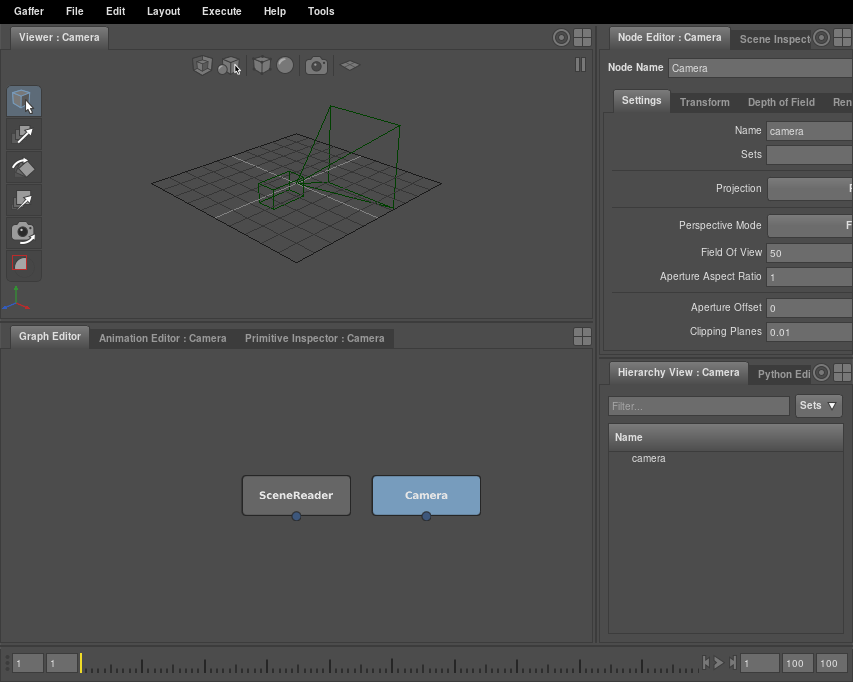 Gaffer File Edit Layout Execute Help Tools
Viewer : Camera
Node Editor : Camera Scene Inspect
Node Name Camera
Settings Transform Depth of Field Ren
Name camera
Sets
Projection
Perspective Mode F
Field Of View 50
Aperture Aspect Ratio 1
Aperture Offset 0
Clipping Planes 0.01
Graph Editor Animation Editor : Camera Primitive Inspector : Camera
SceneReader Camera
Hierarchy View : Camera Python Edi
Filter... Sets
Name
camera
1 1 1 100 100